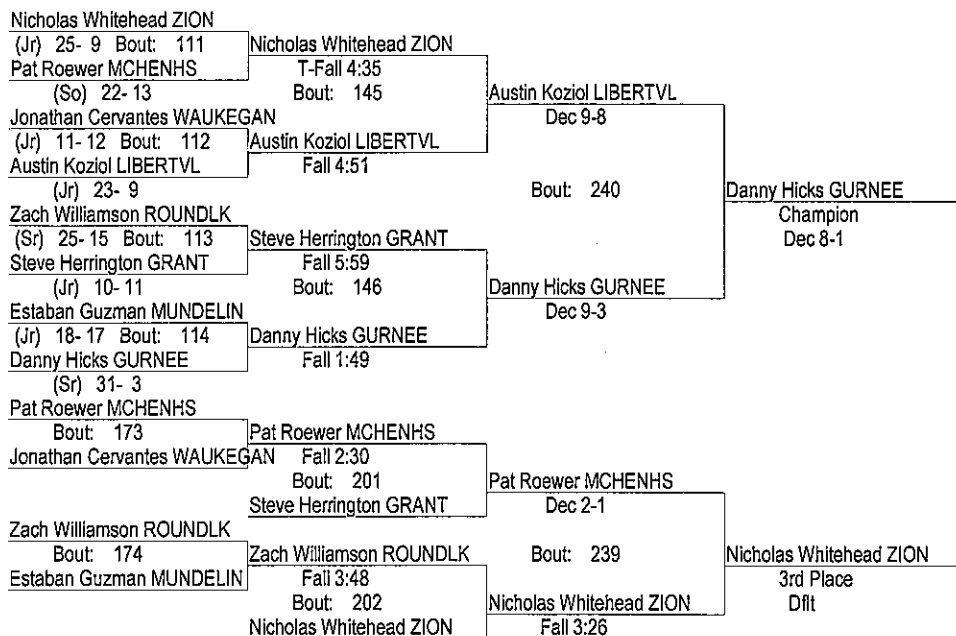 Nicholas Whitehead ZION
(Jr) 25- 9 Bout: 111
Pat Roewer MCHENHS
(So) 22- 13
Jonathan Cervantes WAUKEGAN
(Jr) 11- 12 Bout: 112
Austin Koziol LIBERTVL
(Jr) 23- 9
Zach Williamson ROUNDLK
(Sr) 25- 15 Bout: 113
Steve Herrington GRANT
(Jr) 10- 11
Estaban Guzman MUNDELIN
(Jr) 18- 17 Bout: 114
Danny Hicks GURNEE
(Sr) 31- 3
Nicholas Whitehead ZION
T-Fall 4:35
Bout: 145
Austin Koziol LIBERTVL
Fall 4:51
Steve Herrington GRANT
Fall 5:59
Bout: 146
Danny Hicks GURNEE
Fall 1:49
Austin Koziol LIBERTVL
Dec 9-8
Bout: 240
Danny Hicks GURNEE
Dec 9-3
Danny Hicks GURNEE
Champion
Dec 8-1
Pat Roewer MCHENHS
Bout: 173
Jonathan Cervantes WAUKEGAN
Zach Williamson ROUNDLK
Bout: 174
Estaban Guzman MUNDELIN
Pat Roewer MCHENHS
Fall 2:30
Bout: 201
Steve Herrington GRANT
Zach Williamson ROUNDLK
Fall 3:48
Bout: 202
Nicholas Whitehead ZION
Pat Roewer MCHENHS
Dec 2-1
Bout: 239
Nicholas Whitehead ZION
Fall 3:26
Nicholas Whitehead ZION
3rd Place
Dflt